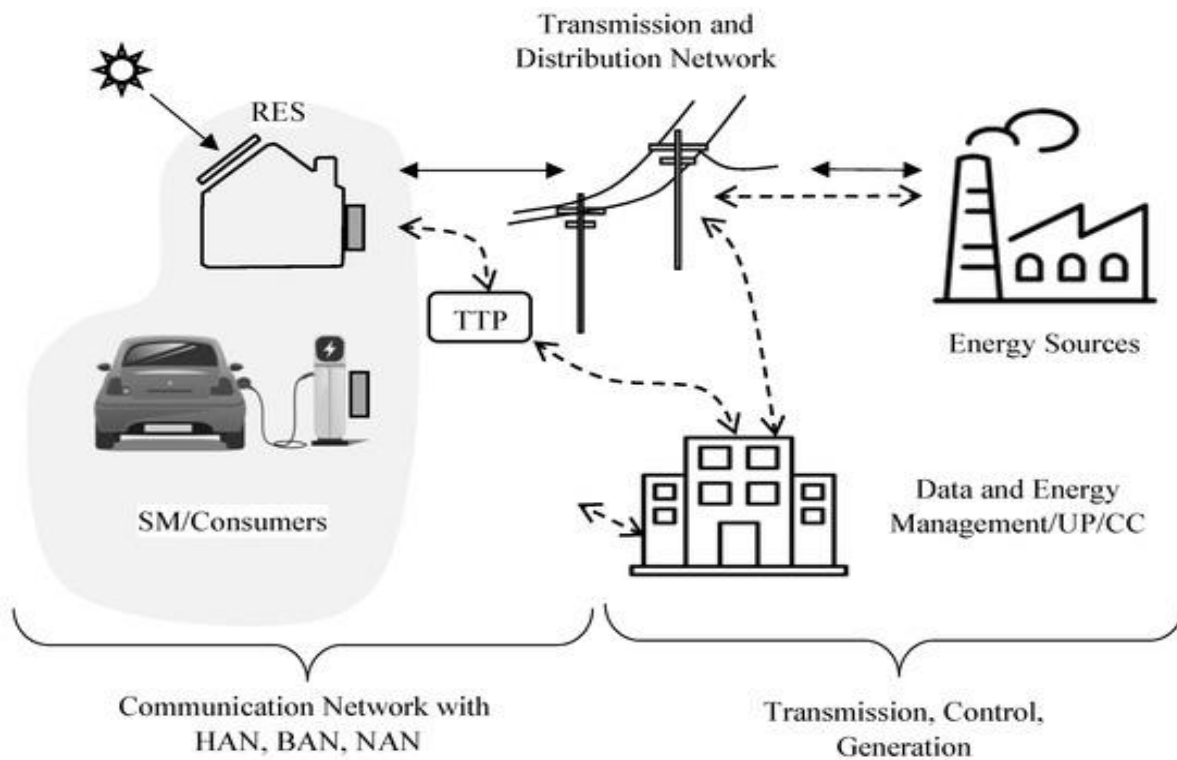 Transmission and
Distribution Network
RES
TTP
Energy Sources
SM/Consumers
Data and Energy
Management/UP/CC
Communication Network with
HAN, BAN, NAN
Transmission, Control,
Generation